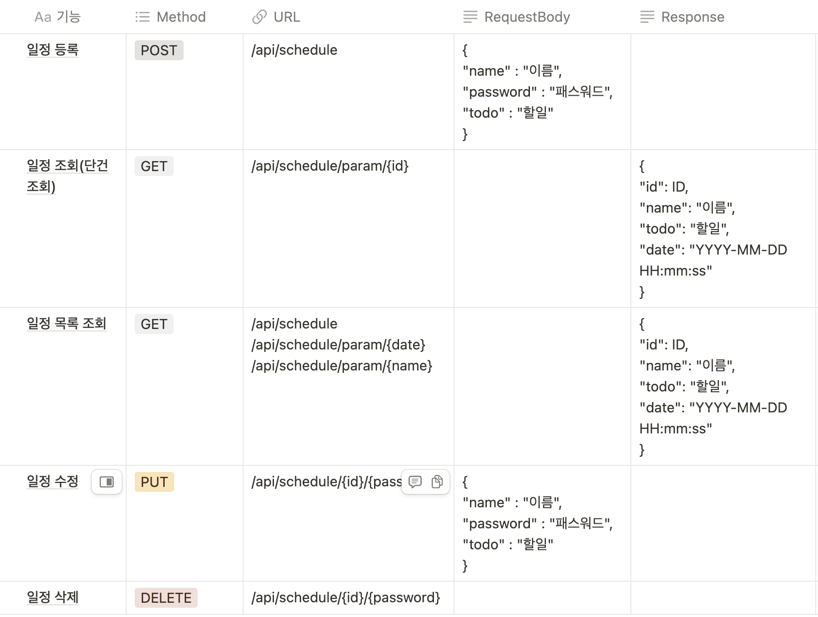 Aa 기능 Method URL RequestBody Response
일정 등록 POST /api/schedule {
"name" : "이름",
"password" : "패스워드",
"todo" : "할일"
}
일정 조회(단건 GET /api/schedule/param/{id} {
조회) "id": ID,
"name": "이름",
"todo": "할일",
"date": "YYYY-MM-DD
HH:mm:ss"
}
일정 목록 조회 GET /api/schedule {
/api/schedule/param/{date} "id": ID,
/api/schedule/param/{name} "name": "이름",
"todo": "할일",
"date": "YYYY-MM-DD
HH:mm:ss"
}
일정 수정 PUT /api/schedule/{id}/{pass {
"name" : "이름",
"password" : "패스워드",
"todo" : "할일"
}
일정 삭제 DELETE /api/schedule/{id}/{password}